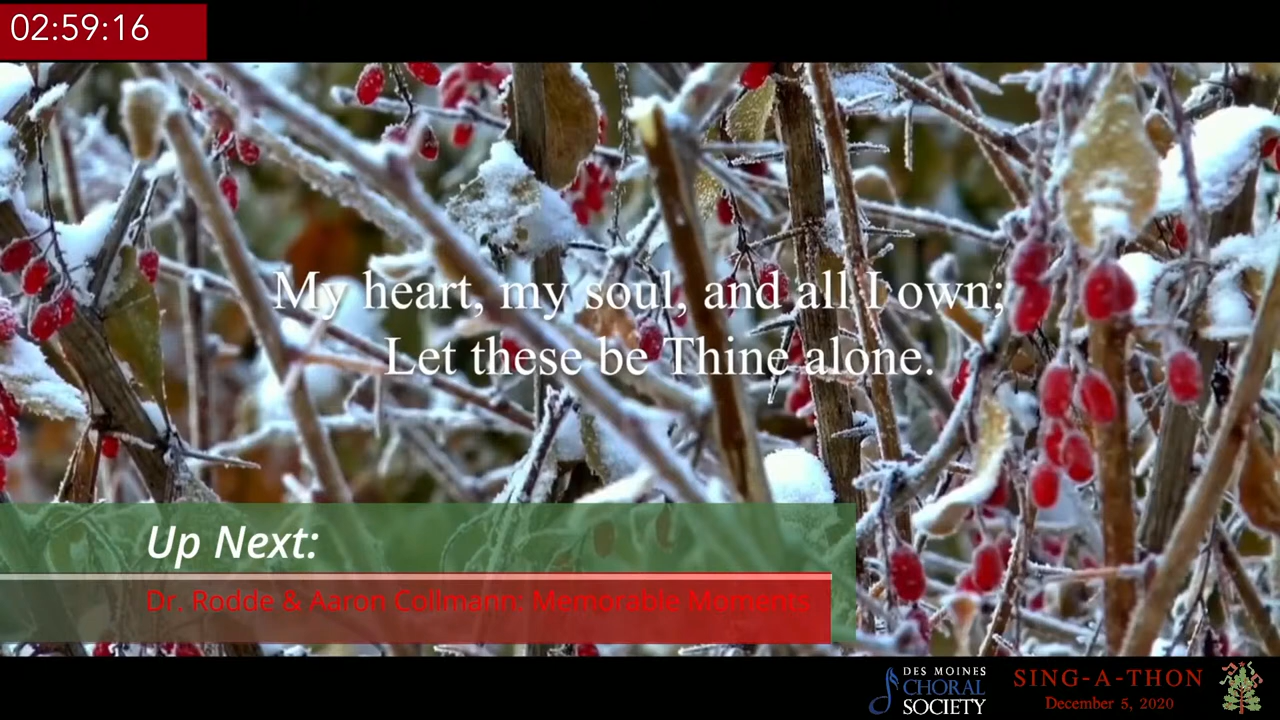 02:59:16
My heart, my soul, and all I own;
Let these be Thine alone.
Up Next:
Dr. Rodde & Aaron Collmann: Memorable Moments
DES MOINES
CHORAL
SOCIETY
SING-A-THON
December 5, 2020